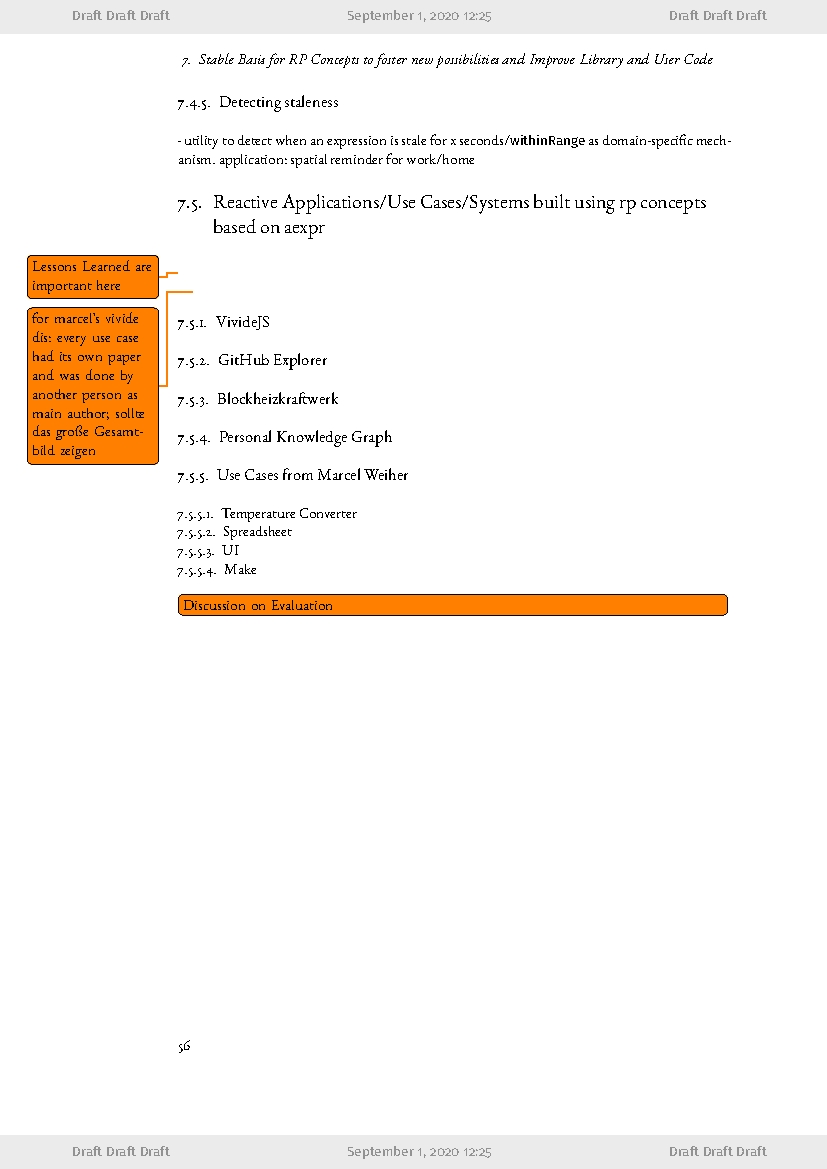 Draft Draft Draft September 1, 2020 12:25 Draft Draft Draft
7. Stable Basis for RP Concepts to foster new possibilities and Improve Library and User Code
7.4.5. Detecting staleness
- utility to detect when an expression is stale for x seconds/withinRange as domain-specific mech-
anism. application: spatial reminder for work/home
7.5. Reactive Applications/Use Cases/Systems built using rp concepts
based on aexpr
Lessons Learned are
important here
for marcel's vivide
dis: every use case
had its own paper
and was done by
another person as
main author; sollte
das große Gesamt-
bild zeigen
7.5.1. VivideJS
7.5.2. GitHub Explorer
7.5.3. Blockheizkraftwerk
7.5.4. Personal Knowledge Graph
7.5.5. Use Cases from Marcel Weiher
7.5.5.1. Temperature Converter
7.5.5.2. Spreadsheet
7.5.5.3. UI
7.5.5.4. Make
Discussion on Evaluation
56
Draft Draft Draft September 1, 2020 12:25 Draft Draft Draft